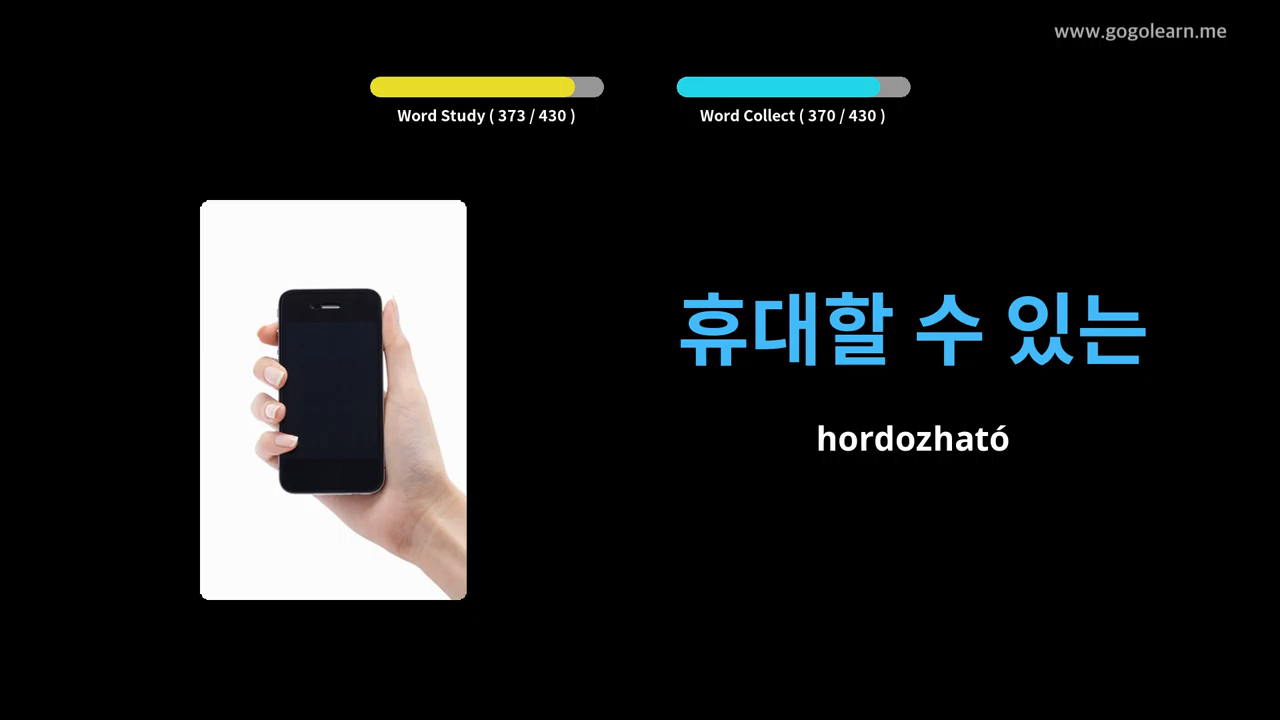 www.gogolearn.me
Word Study ( 373 / 430 )
Word Collect ( 370 / 430 )
휴대할 수 있는
hordozható